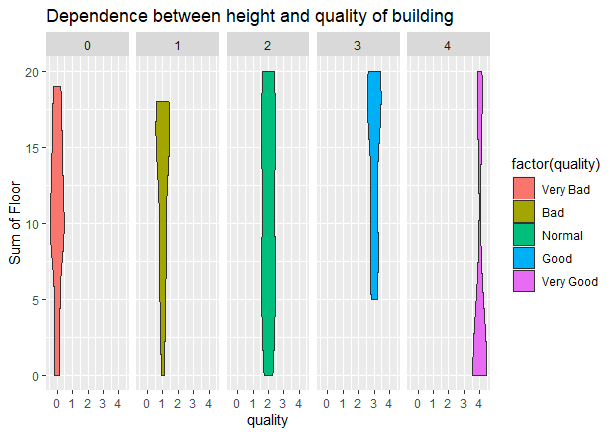 Dependence between height and quality of building
0 1 2 3 4
20
15
10
5
0
Sum of Floor
0 1 2 3 4 0 1 2 3 4 0 1 2 3 4 0 1 2 3 4 0 1 2 3 4
quality
factor(quality)
Very Bad
Bad
Normal
Good
Very Good